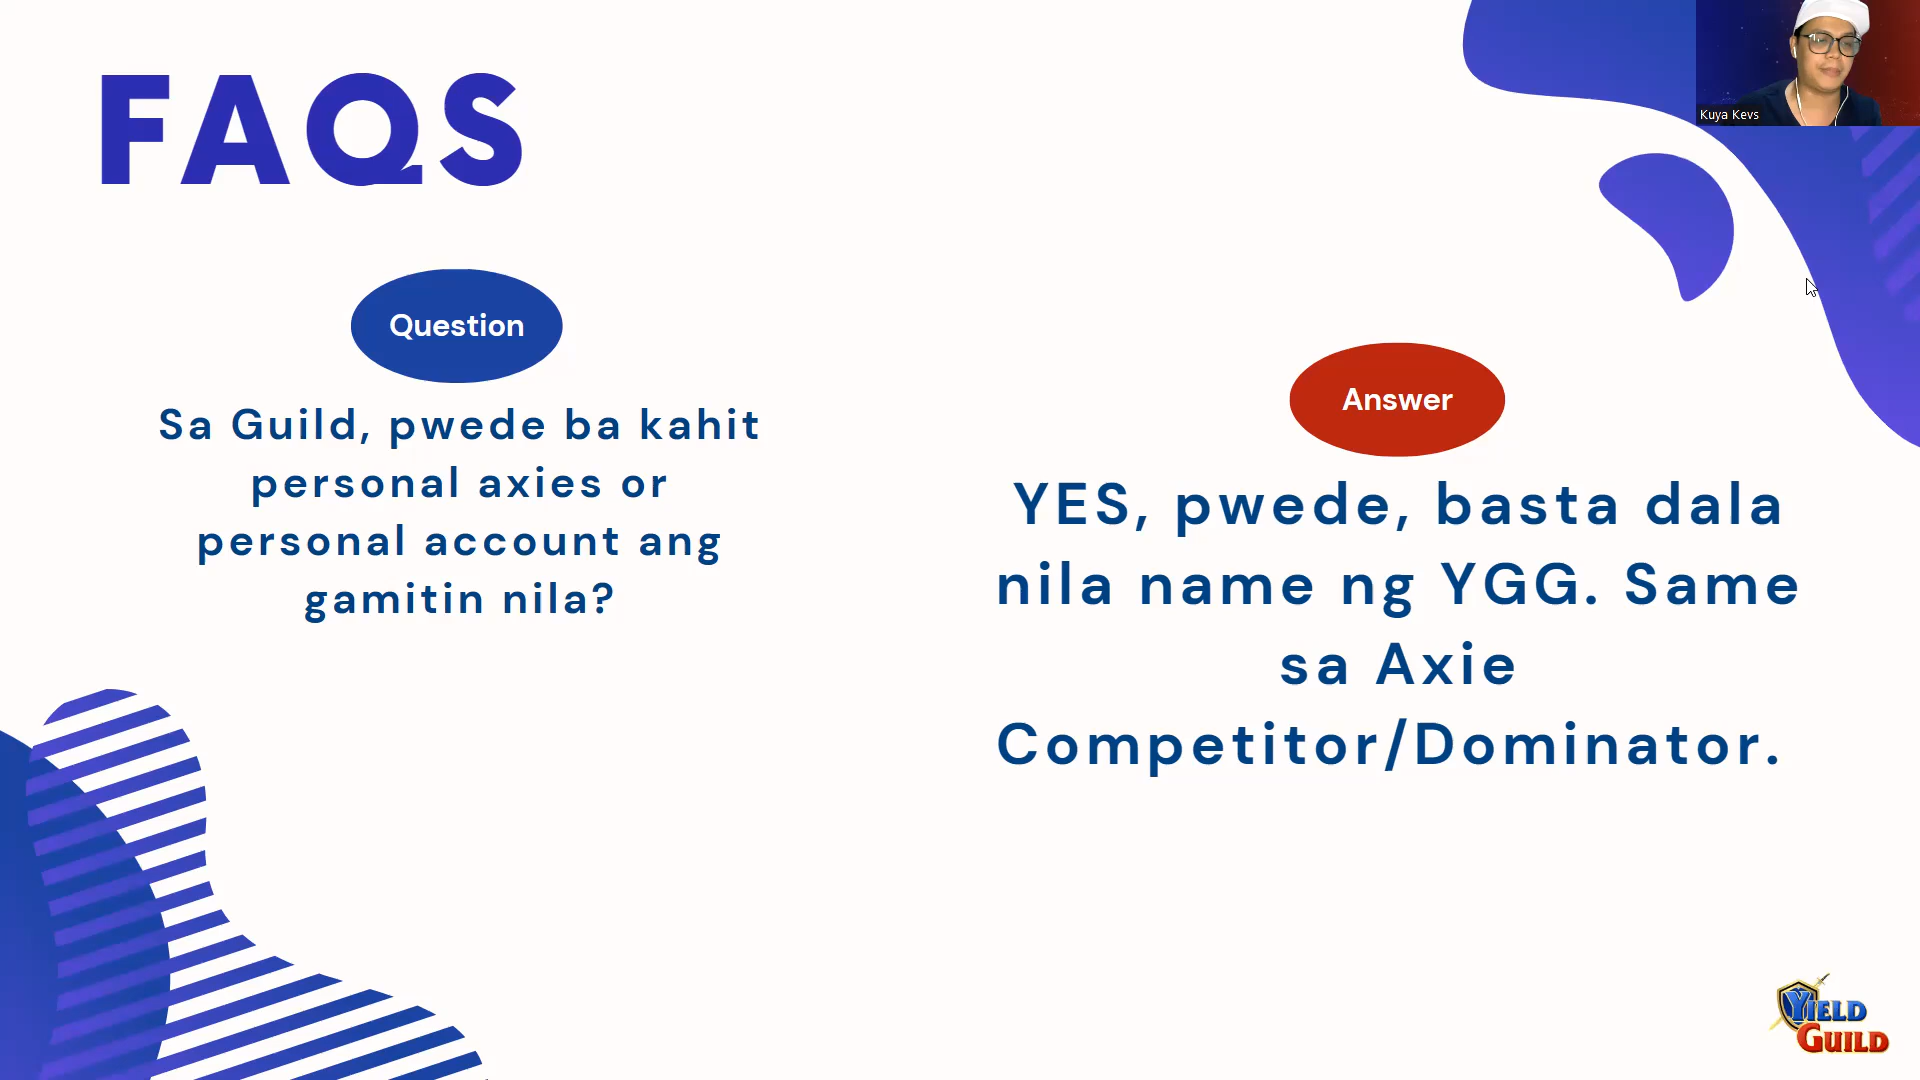 FAQS
Kuya Kevs
Question
Sa Guild, pwede ba kahit
personal axies or
personal account ang
gamitin nila?
Answer
YES, pwede, basta dala
nila name ng YGG. Same
sa Axie
Competitor/Dominator.
YIELD
GUILD